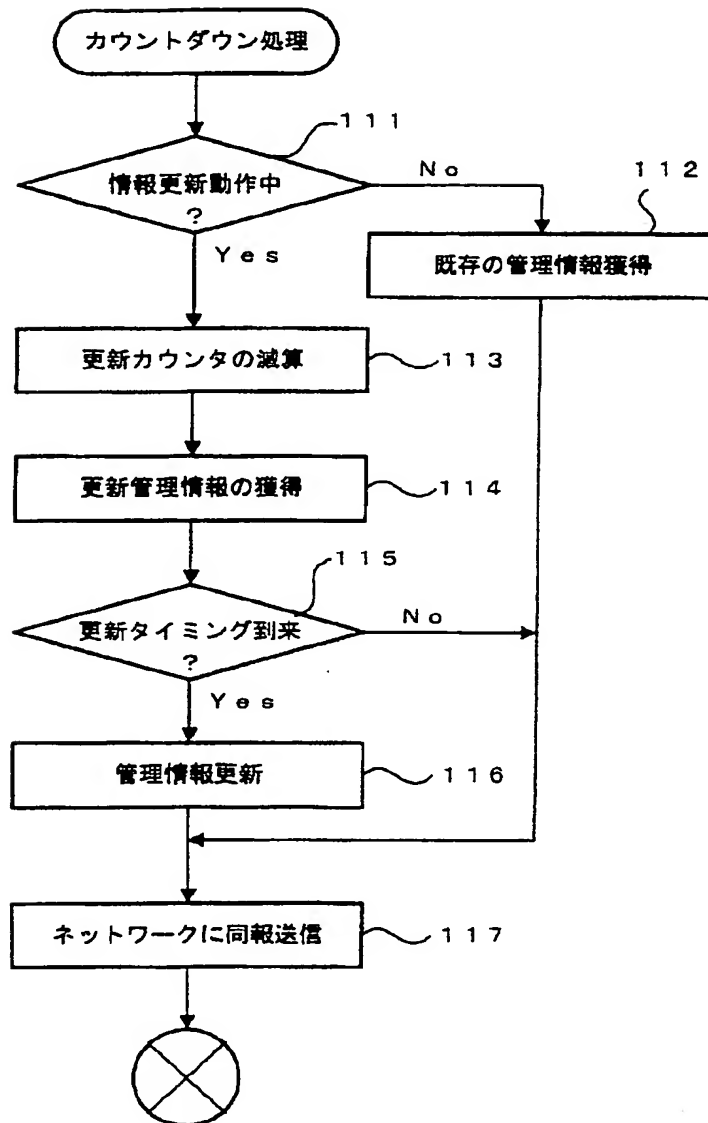 カウントダウン処理
111
情報更新動作中
?
No
112
既存の管理情報獲得
Yes
更新カウンタの減算
113
更新管理情報の獲得
114
115
更新タイミング到来
?
No
Yes
管理情報更新
116
ネットワークに同報送信
117